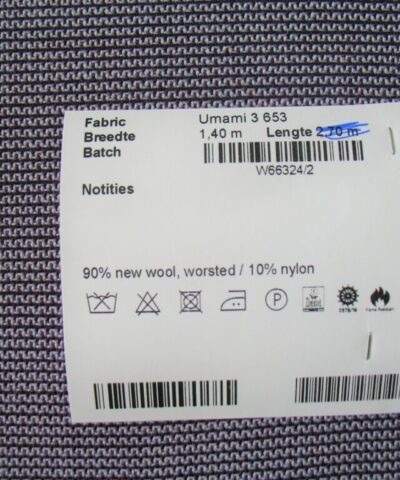 Fabric Umami 3 653
Breedte 1,40 m Lengte 2,70 m
Batch
W66324/2
Notities
90% new wool, worsted / 10% nylon
P